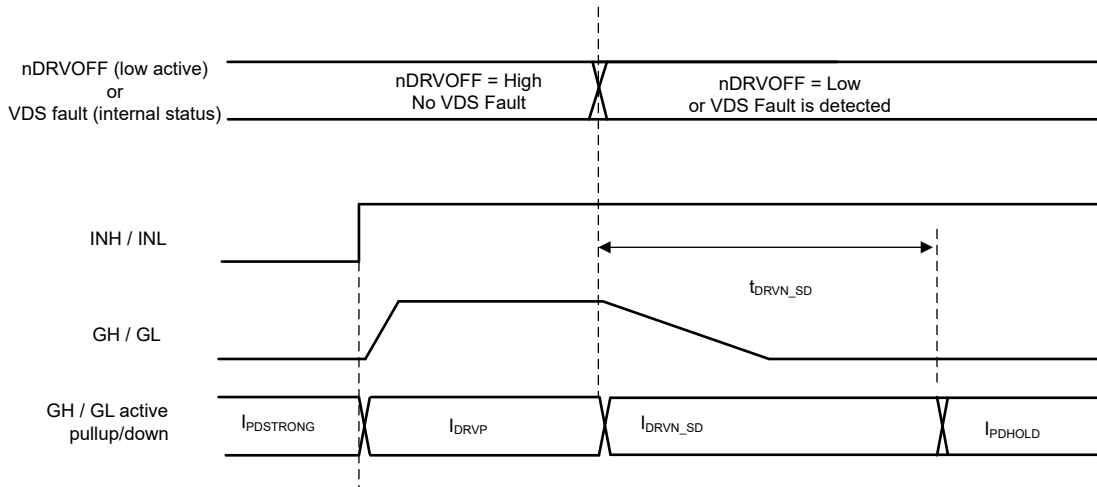 nDRVOFF (low active)
or
VDS fault (internal status)
nDRVOFF = High
No VDS Fault
nDRVOFF = Low
or VDS Fault is detected
INH / INL
tDRVN_SD
GH / GL
GH / GL active
pullup/down
IPDSTRONG
IDRVP
IDRVN_SD
IPDHOLD